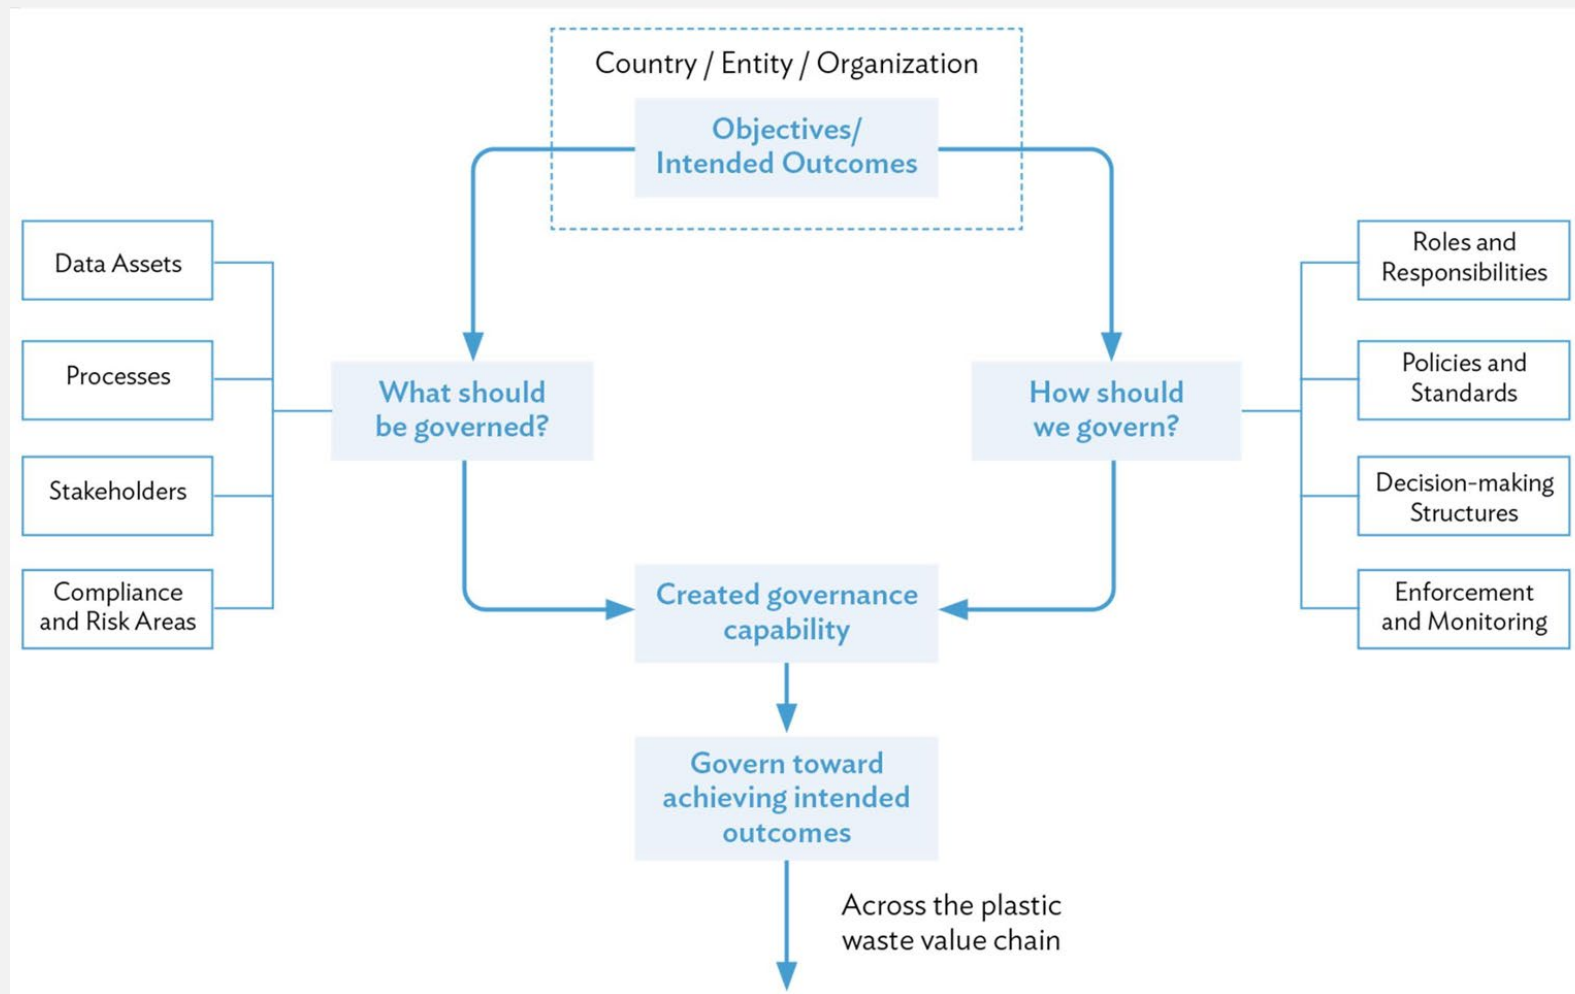 Country / Entity / Organization
Objectives/
Intended Outcomes
Data Assets
Processes
Stakeholders
Compliance
and Risk Areas
What should
be governed?
How should
we govern?
Roles and
Responsibilities
Policies and
Standards
Decision-making
Structures
Enforcement
and Monitoring
Created governance
capability
Govern toward
achieving intended
outcomes
Across the plastic
waste value chain